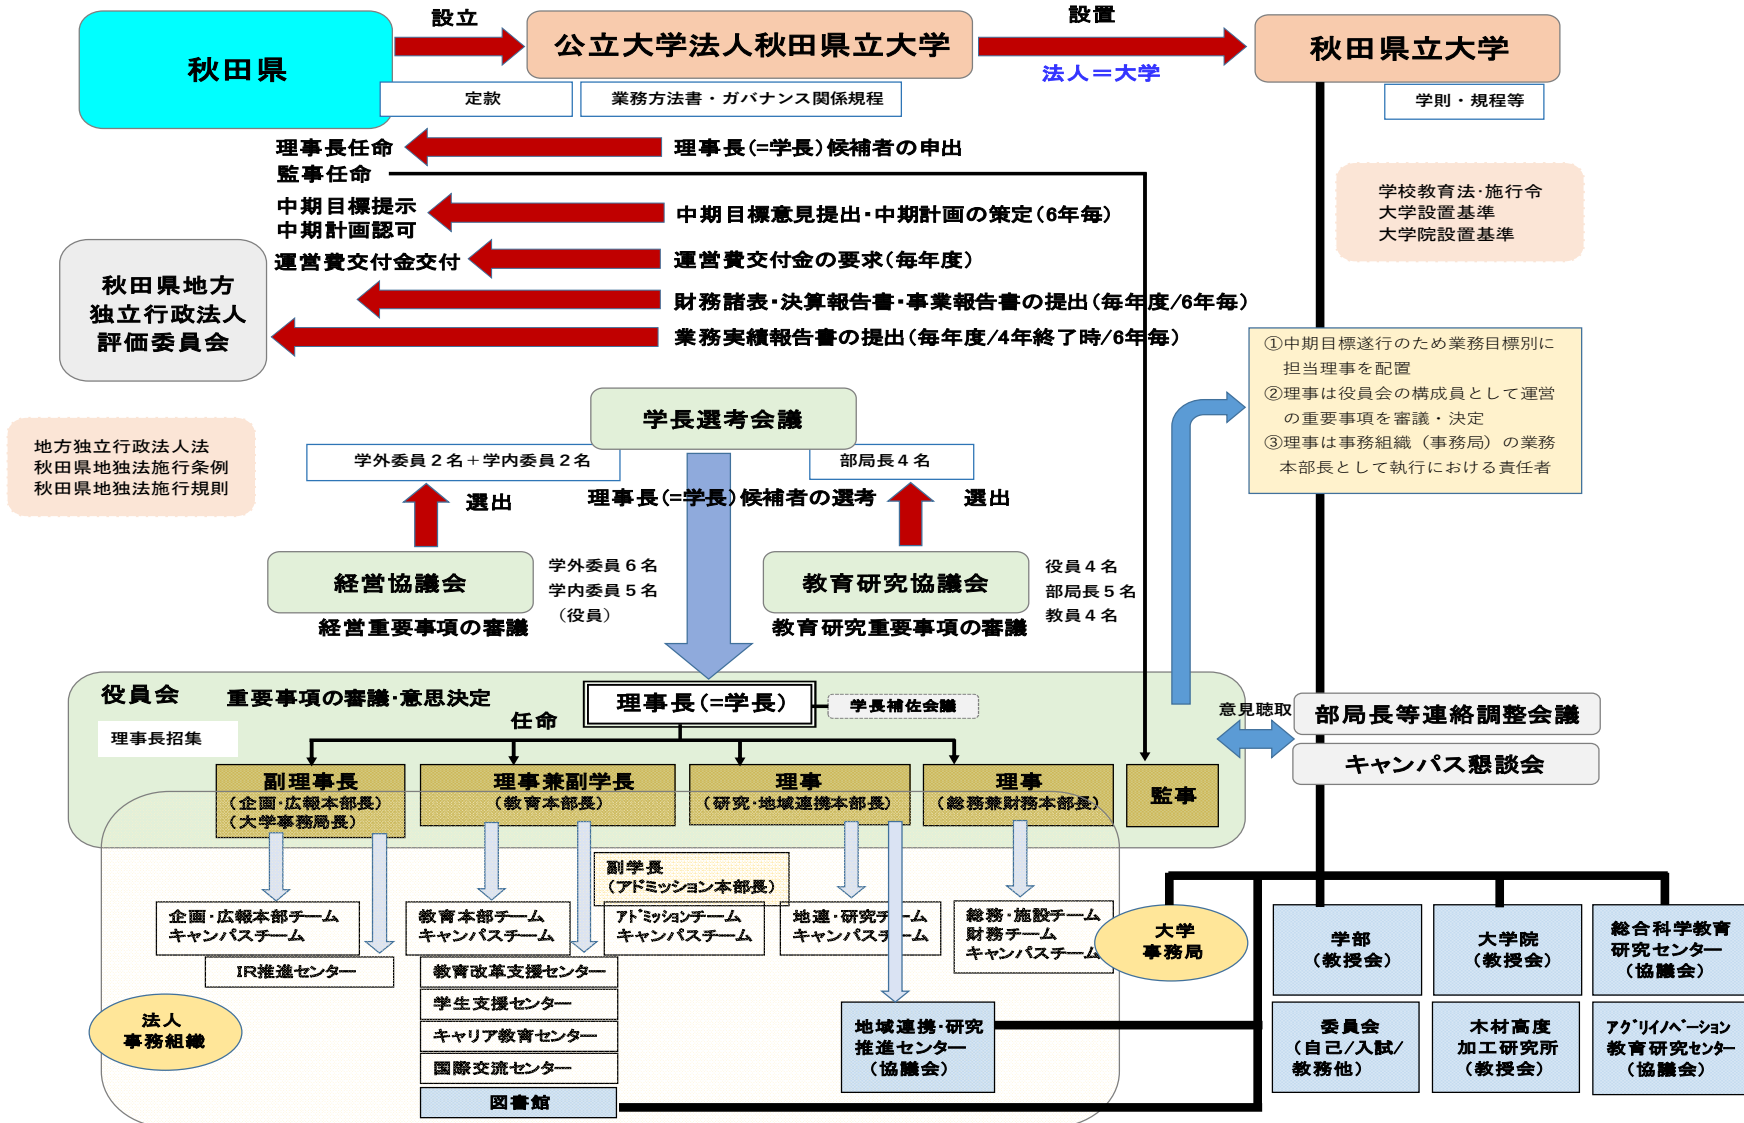 設立
設置
秋田県
公立大学法人秋田県立大学
秋田県立大学
法人＝大学
定款
業務方法書・ガバナンス関係規程
学則・規程等
理事長任命
理事長(=学長)候補者の申出
監事任命
中期目標提示
中期計画認可
中期目標意見提出・中期計画の策定(6年毎)
学校教育法・施行令
大学設置基準
大学院設置基準
運営費交付金交付
運営費交付金の要求(毎年度)
秋田県地方
独立行政法人
評価委員会
財務諸表・決算報告書・事業報告書の提出(毎年度/6年毎)
業務実績報告書の提出(毎年度/4年終了時/6年毎)
①中期目標遂行のため業務目標別に
担当理事を配置
②理事は役員会の構成員として運営
の重要事項を審議・決定
③理事は事務組織（事務局）の業務
本部長として執行における責任者
地方独立行政法人法
秋田県地独法施行条例
秋田県地独法施行規則
学長選考会議
学外委員２名＋学内委員２名
部局長４名
選出
理事長(=学長)候補者の選考
選出
経営協議会
学外委員６名
学内委員５名
（役員）
経営重要事項の審議
教育研究協議会
役員４名
部局長５名
教員４名
教育研究重要事項の審議
役員会
重要事項の審議・意思決定
理事長招集
理事長(=学長)
学長補佐会議
任命
意見聴取
部局長等連絡調整会議
キャンパス懇談会
副理事長
（企画・広報本部長）
（大学事務局長）
理事兼副学長
（教育本部長）
理事
（研究・地域連携本部長）
理事
（総務兼財務本部長）
監事
副学長
（アドミッション本部長）
企画・広報本部チーム
キャンパスチーム
IR推進センター
教育本部チーム
キャンパスチーム
アドミッションチーム
キャンパスチーム
地連・研究チーム
キャンパスチーム
総務・施設チーム
財務チーム
キャンパスチーム
教育改革支援センター
学生支援センター
キャリア教育センター
国際交流センター
図書館
法人
事務組織
地域連携・研究
推進センター
（協議会）
大学
事務局
学部
（教授会）
大学院
（教授会）
総合科学教育
研究センター
（協議会）
委員会
（自己/入試/
教務他）
木材高度
加工研究所
（教授会）
アグリイノベーション
教育研究センター
（協議会）